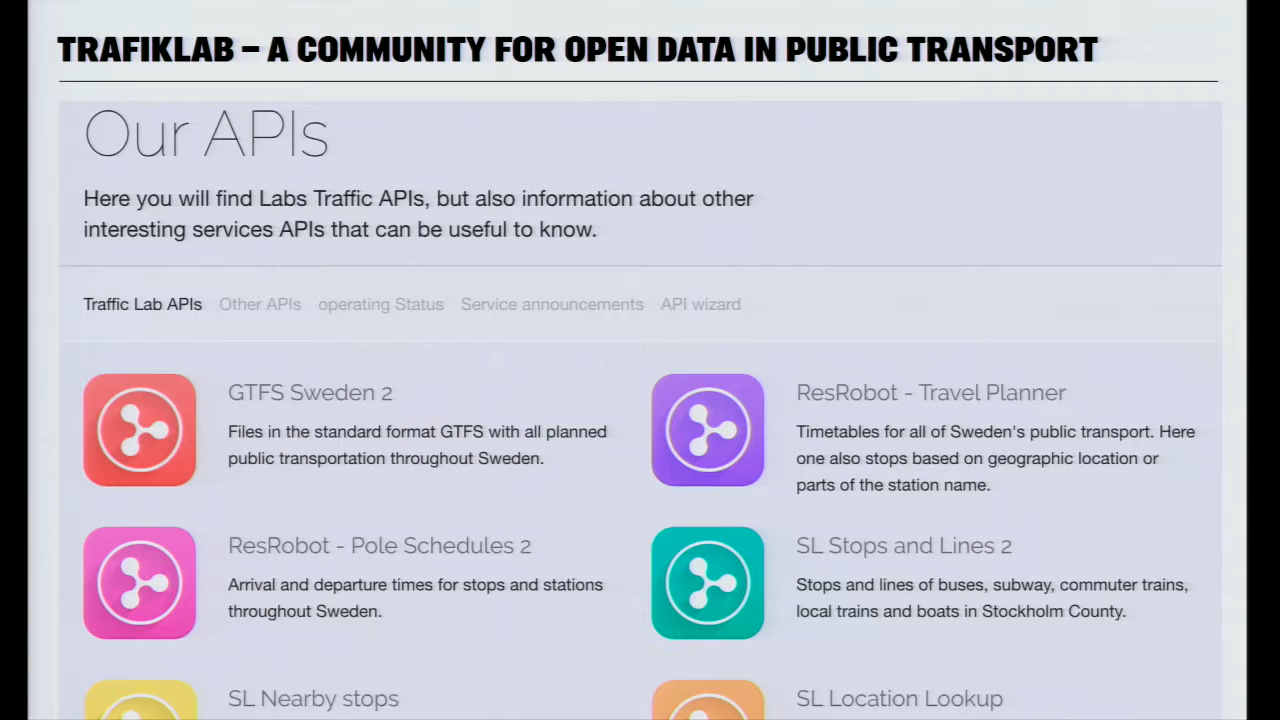 TRAFIKLAB – A COMMUNITY FOR OPEN DATA IN PUBLIC TRANSPORT
Our APIs
Here you will find Labs Traffic APIs, but also information about other
interesting services APIs that can be useful to know.
Traffic Lab APIs Other APIs operating Status Service announcements API wizard
GTFS Sweden 2
Files in the standard format GTFS with all planned
public transportation throughout Sweden.
ResRobot - Travel Planner
Timetables for all of Sweden's public transport. Here
one also stops based on geographic location or
parts of the station name.
ResRobot - Pole Schedules 2
Arrival and departure times for stops and stations
throughout Sweden.
SL Stops and Lines 2
Stops and lines of buses, subway, commuter trains,
local trains and boats in Stockholm County.
SL Nearby stops
SL Location Lookup